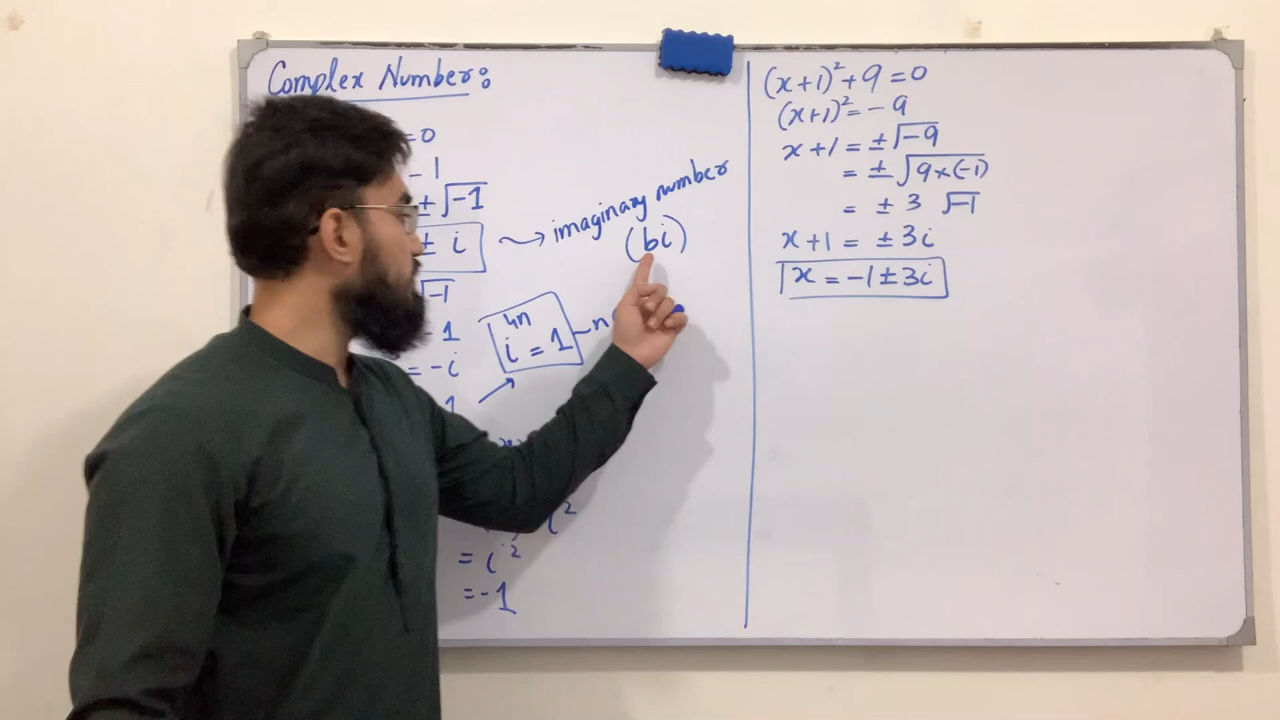 Complex Number:
=0
-1
± √-1
± i → imaginary number
(bi)
√-1
-1
i⁴ⁿ = 1 - n
= -i
1
i²
= i²
= -1
(x+1)² + 9 = 0
(x+1)² = -9
x+1 = ± √-9
= ± √9×(-1)
= ± 3 √-1
x+1 = ± 3i
x = -1 ± 3i